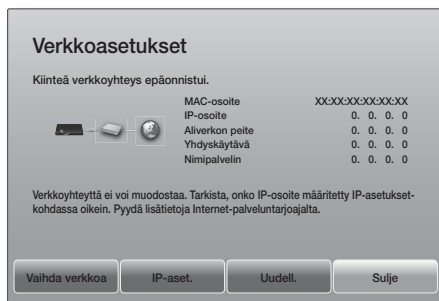 Verkkoasetukset
Kiinteä verkkoyhteys epäonnistui.
MAC-osoite XX:XX:XX:XX:XX:XX
IP-osoite 0. 0. 0. 0
Aliverkon peite 0. 0. 0. 0
Yhdyskäytävä 0. 0. 0. 0
Nimipalvelin 0. 0. 0. 0
Verkkoyhteyttä ei voi muodostaa. Tarkista, onko IP-osoite määritetty IP-asetukset-
kohdassa oikein. Pyydä lisätietoja Internet-palveluntarjoajalta.
Vaihda verkkoa IP-aset. Uudell. Sulje